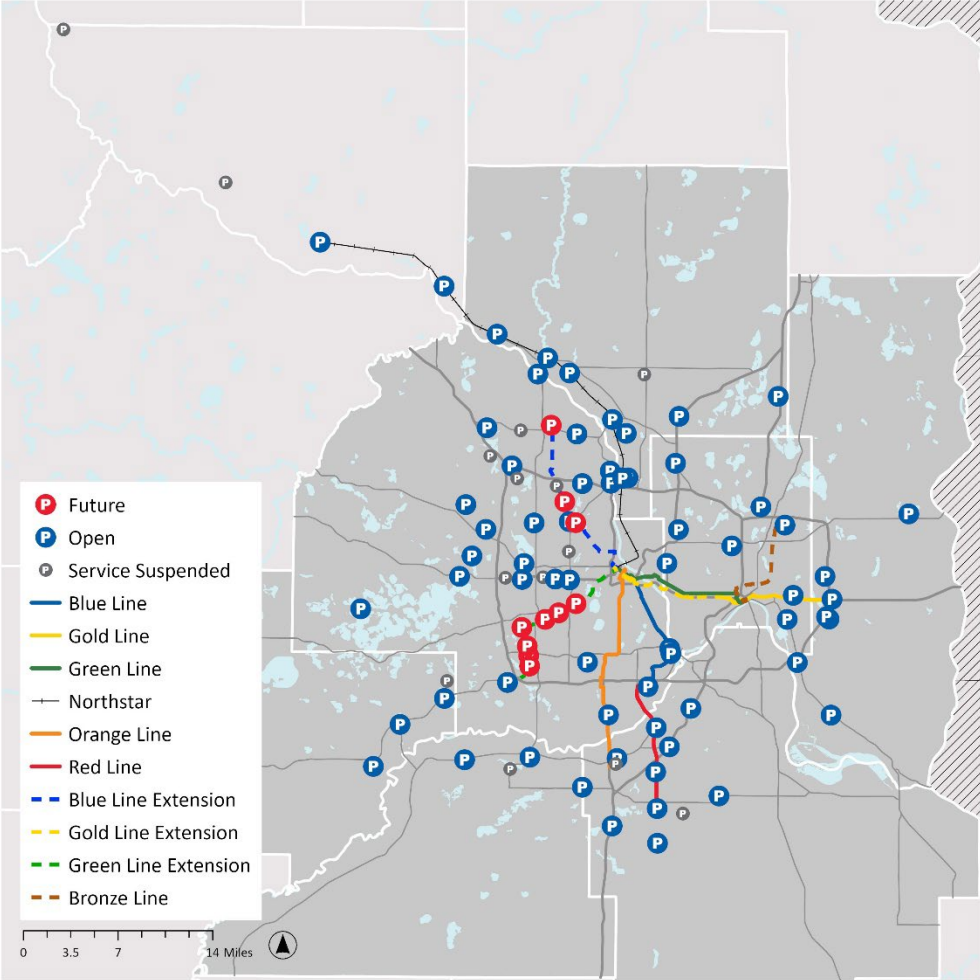 Future
Open
Service Suspended
Blue Line
Gold Line
Green Line
Northstar
Orange Line
Red Line
Blue Line Extension
Gold Line Extension
Green Line Extension
Bronze Line
0 3.5 7 14 Miles